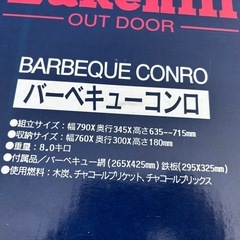 OUT DOOR
BARBEQUE CONRO
バーベキューコンロ
●組立サイズ：幅790X奥行345X高さ635~715mm
●収納サイズ：幅760X奥行300X高さ180mm
●重量：8.0キロ
●付属品／バーベキュー網(265X425mm)鉄板(295X325mm)
●使用燃料：木炭、チャコールブリケット、チャコールブリックス